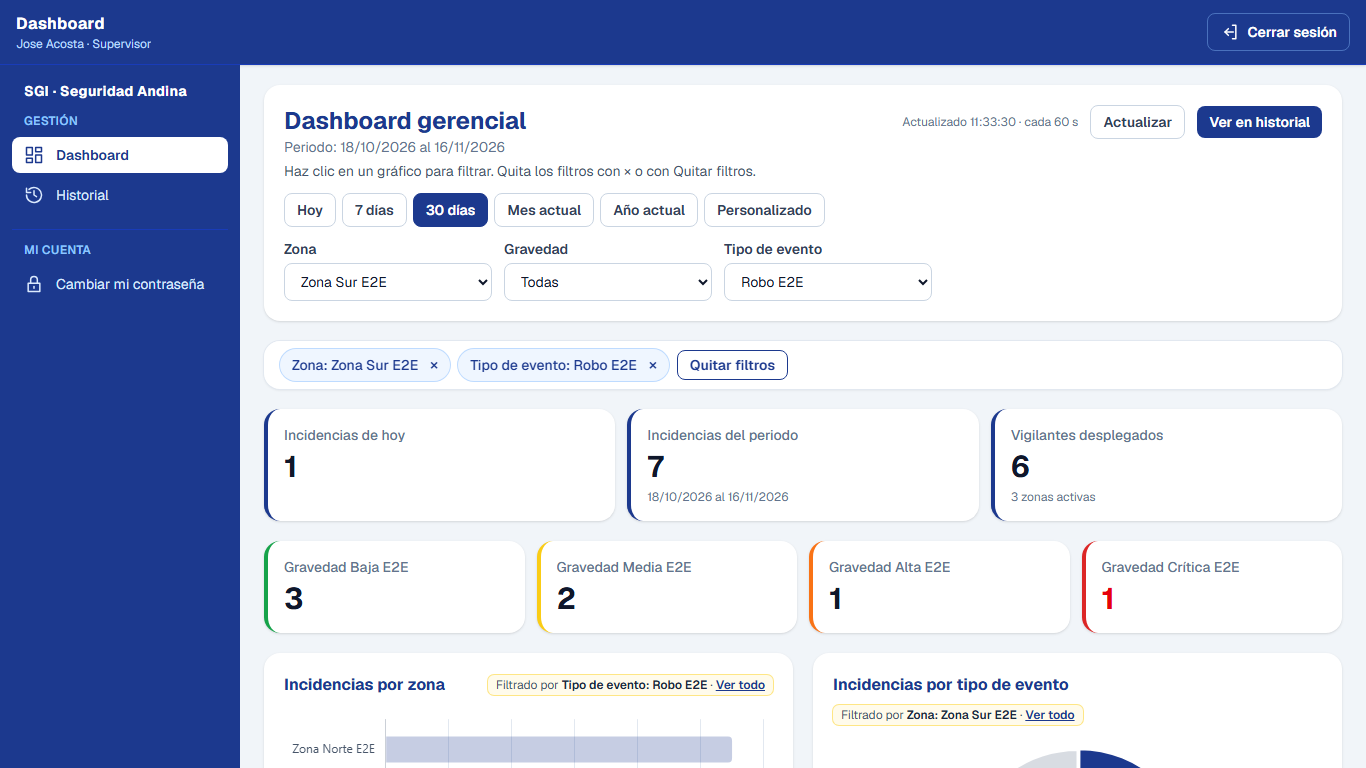 Dashboard
Jose Acosta · Supervisor
Cerrar sesión
SGI · Seguridad Andina
GESTIÓN
Dashboard
Historial
MI CUENTA
Cambiar mi contraseña
Dashboard gerencial
Actualizado 11:33:30 · cada 60 s
Actualizar
Ver en historial
Periodo: 18/10/2026 al 16/11/2026
Haz clic en un gráfico para filtrar. Quita los filtros con × o con Quitar filtros.
Hoy
7 días
30 días
Mes actual
Año actual
Personalizado
Zona
Gravedad
Tipo de evento
Zona Sur E2E
Todas
Robo E2E
Zona: Zona Sur E2E ×
Tipo de evento: Robo E2E ×
Quitar filtros
Incidencias de hoy
1
Incidencias del periodo
7
18/10/2026 al 16/11/2026
Vigilantes desplegados
6
3 zonas activas
Gravedad Baja E2E
3
Gravedad Media E2E
2
Gravedad Alta E2E
1
Gravedad Crítica E2E
1
Incidencias por zona
Filtrado por Tipo de evento: Robo E2E · Ver todo
Zona Norte E2E
Incidencias por tipo de evento
Filtrado por Zona: Zona Sur E2E · Ver todo